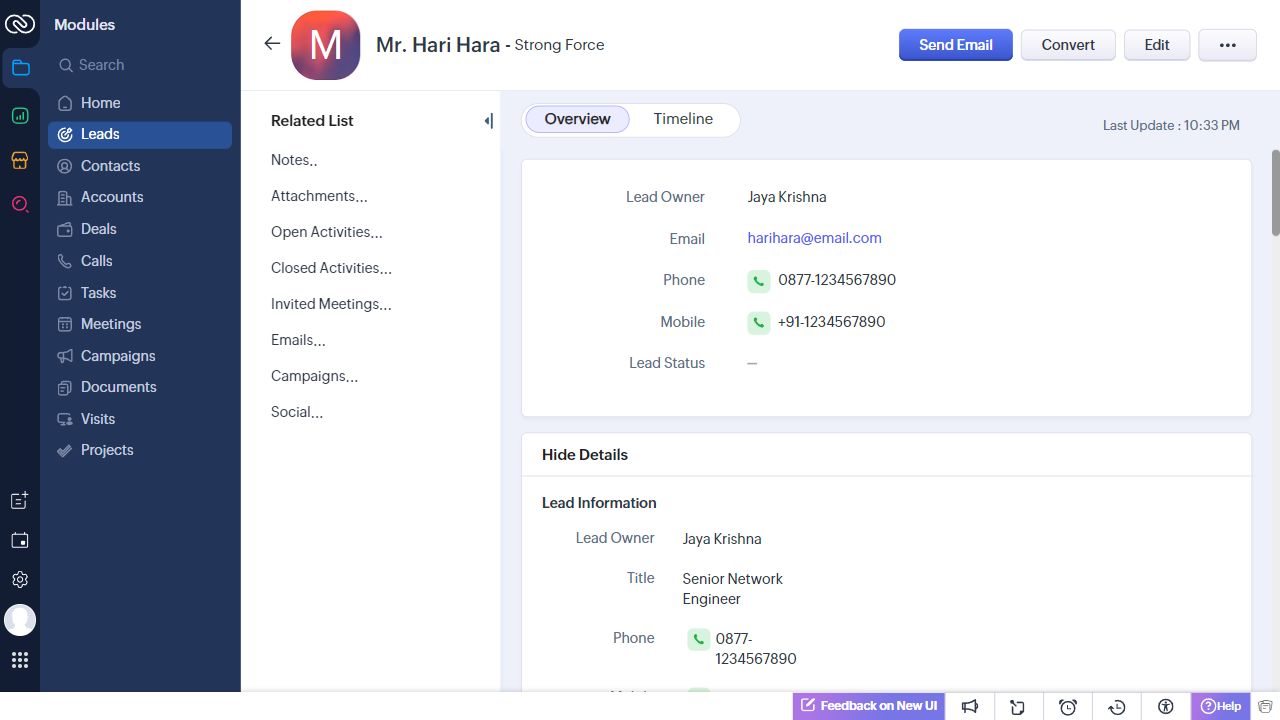 Modules
Search
Home
Leads
Contacts
Accounts
Deals
Calls
Tasks
Meetings
Campaigns
Documents
Visits
Projects
M
Mr. Hari Hara - Strong Force
Send Email
Convert
Edit
...
Related List
Notes..
Attachments...
Open Activities...
Closed Activities...
Invited Meetings...
Emails...
Campaigns...
Social...
Overview
Timeline
Last Update : 10:33 PM
Lead Owner Jaya Krishna
Email harihara@email.com
Phone 0877-1234567890
Mobile +91-1234567890
Lead Status —
Hide Details
Lead Information
Lead Owner Jaya Krishna
Title Senior Network
Engineer
Phone 0877-
1234567890
Feedback on New UI
Help